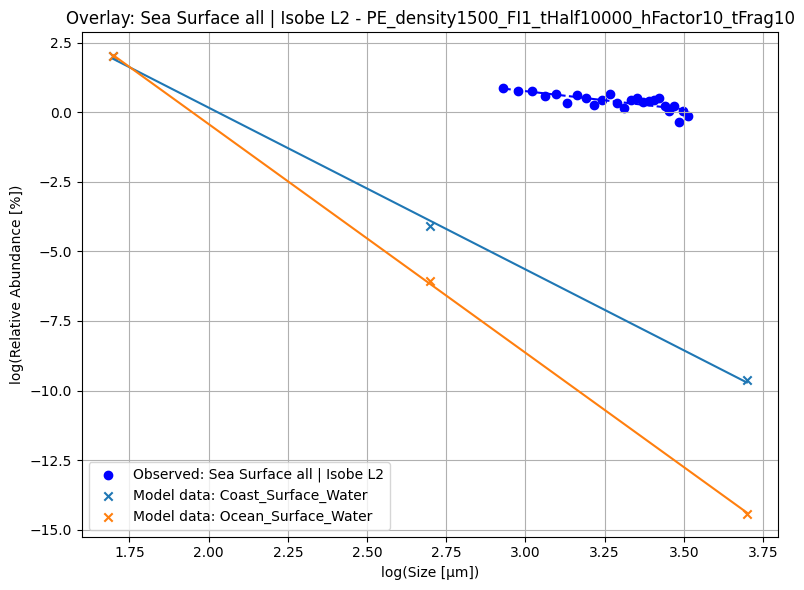 Overlay: Sea Surface all | Isobe L2 - PE_density1500_FI1_tHalf10000_hFactor10_tFrag10
log(Relative Abundance [%])
2.5
0.0
−2.5
−5.0
−7.5
−10.0
−12.5
−15.0
Observed: Sea Surface all | Isobe L2
Model data: Coast_Surface_Water
Model data: Ocean_Surface_Water
1.75
2.00
2.25
2.50
2.75
3.00
3.25
3.50
3.75
log(Size [μm])